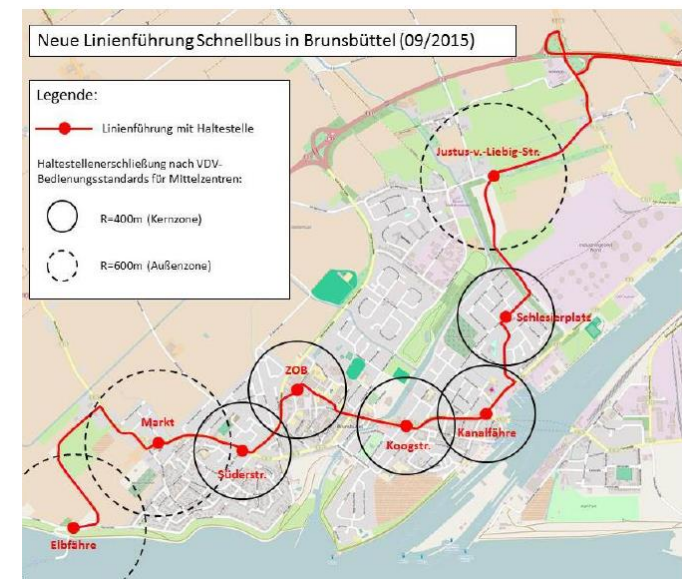 Neue Linienführung Schnellbus in Brunsbüttel (09/2015)
Legende:
Linienführung mit Haltestelle
Haltestellenerschließung nach VDV-
Bedienungsstandards für Mittelzentren:
R=400m (Kernzone)
R=600m (Außenzone)
Justus-v.-Liebig-Str.
Schlesierplatz
ZOB
Markt
Süderstr.
Koogstr.
Kanalfähre
Elbfähre